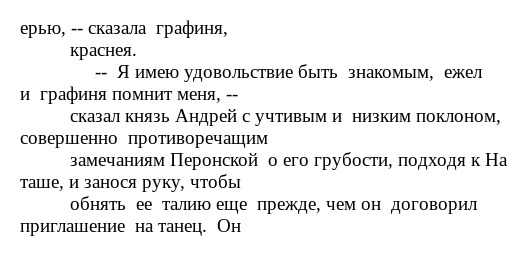 ерью, -- сказала графиня,
краснея.
-- Я имею удовольствие быть знакомым, ежел
и графиня помнит меня, --
сказал князь Андрей с учтивым и низким поклоном,
совершенно противоречащим
замечаниям Перонской о его грубости, подходя к На
таше, и занося руку, чтобы
обнять ее талию еще прежде, чем он договорил
приглашение на танец. Он